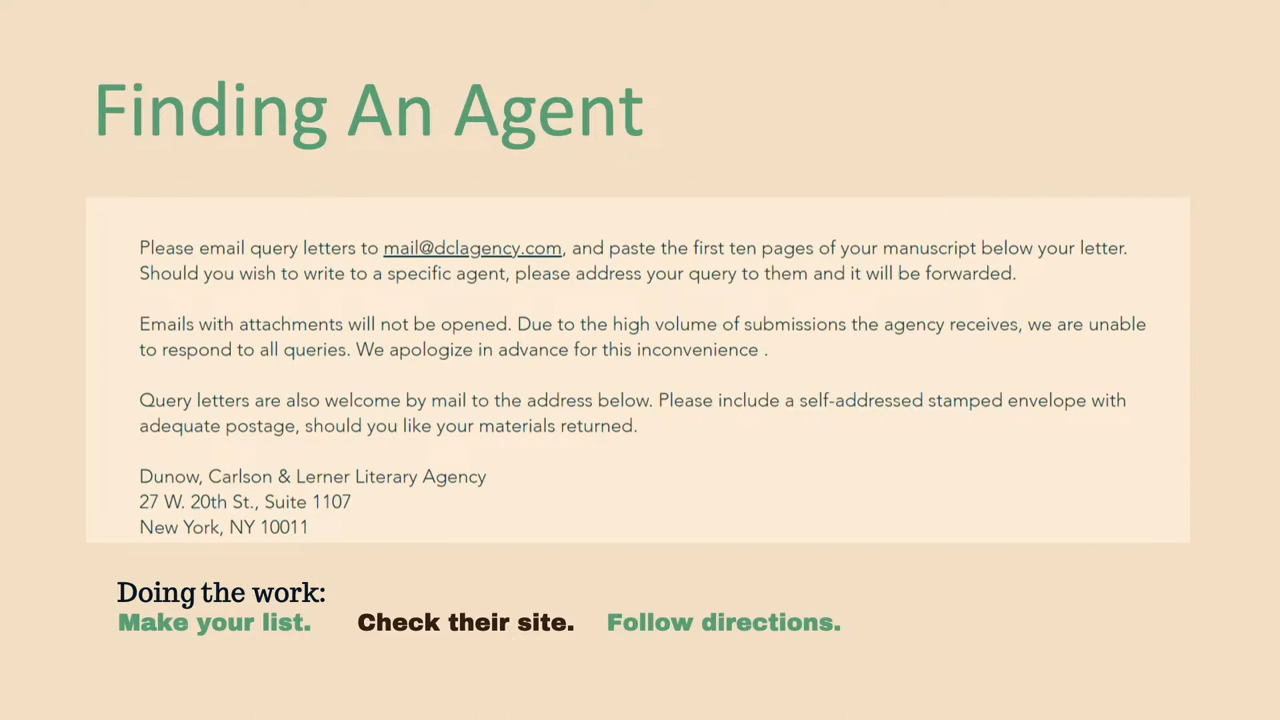 Finding An Agent
Please email query letters to mail@dclagency.com, and paste the first ten pages of your manuscript below your letter.
Should you wish to write to a specific agent, please address your query to them and it will be forwarded.
Emails with attachments will not be opened. Due to the high volume of submissions the agency receives, we are unable
to respond to all queries. We apologize in advance for this inconvenience .
Query letters are also welcome by mail to the address below. Please include a self-addressed stamped envelope with
adequate postage, should you like your materials returned.
Dunow, Carlson & Lerner Literary Agency
27 W. 20th St., Suite 1107
New York, NY 10011
Doing the work:
Make your list. Check their site. Follow directions.